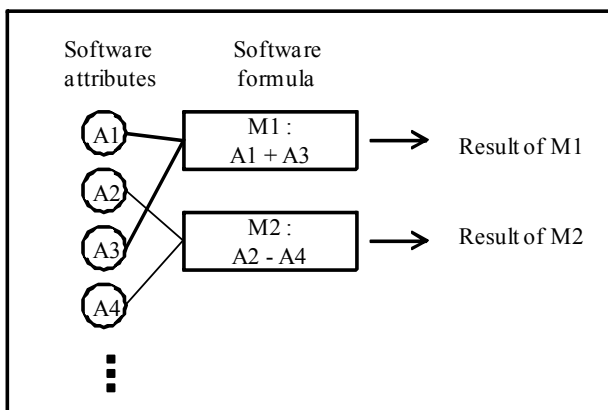 Software
attributes
Software
formula
A1
A2
A3
A4
M1 :
A1 + A3
M2 :
A2 - A4
Result of M1
Result of M2